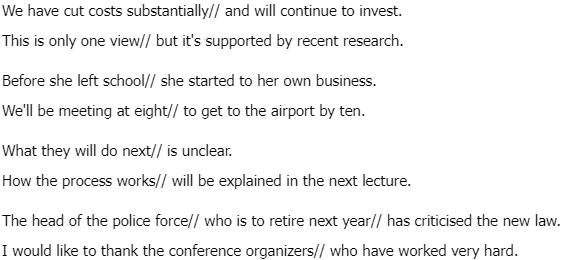 We have cut costs substantially// and will continue to invest.
This is only one view// but it's supported by recent research.
Before she left school// she started to her own business.
We'll be meeting at eight// to get to the airport by ten.
What they will do next// is unclear.
How the process works// will be explained in the next lecture.
The head of the police force// who is to retire next year// has criticised the new law.
I would like to thank the conference organizers// who have worked very hard.